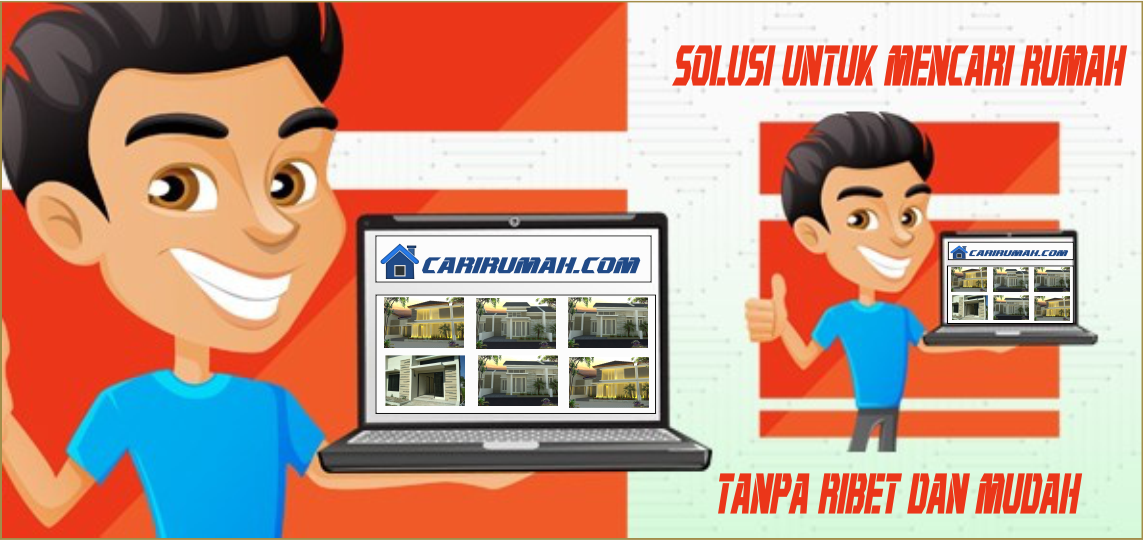 SOLUSI UNTUK MENCARI RUMAH
CARIRUMAH.COM
CARIRUMAH.COM
TANPA RIBET DAN MUDAH